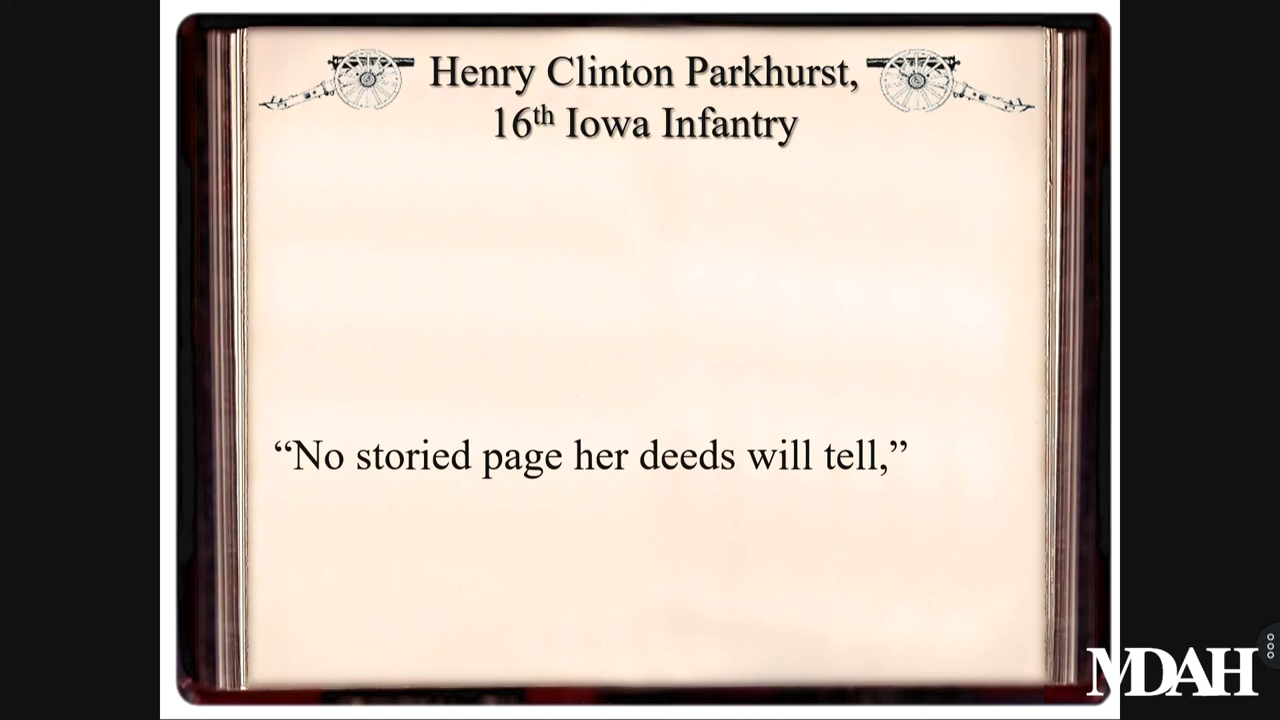 Henry Clinton Parkhurst,
16th Iowa Infantry
“No storied page her deeds will tell,”
MDAH